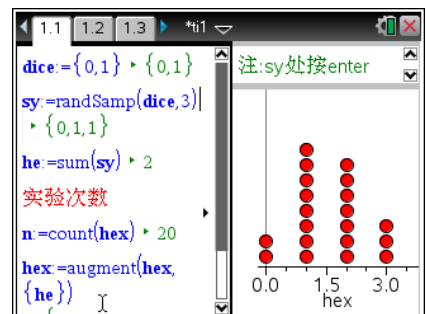 1.1 1.2 1.3 *ti1
dice:={0,1} ▸ {0,1}
sy:=randSamp(dice,3)
▸ {0,1,1}
he:=sum(sy) ▸ 2
实验次数
n:=count(hex) ▸ 20
hex:=augment(hex,
{he})
注:sy处按enter
0.0 1.5 3.0
hex